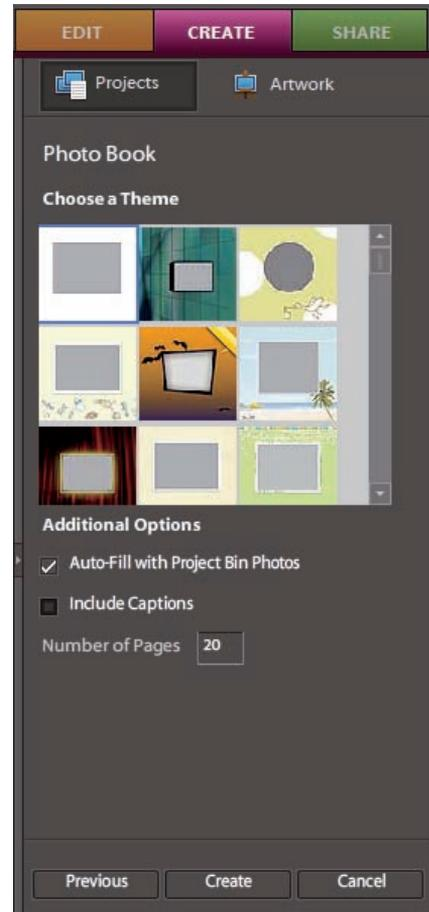 EDIT CREATE SHARE
Projects Artwork
Photo Book
Choose a Theme
Additional Options
Auto-Fill with Project Bin Photos
Include Captions
Number of Pages 20
Previous Create Cancel